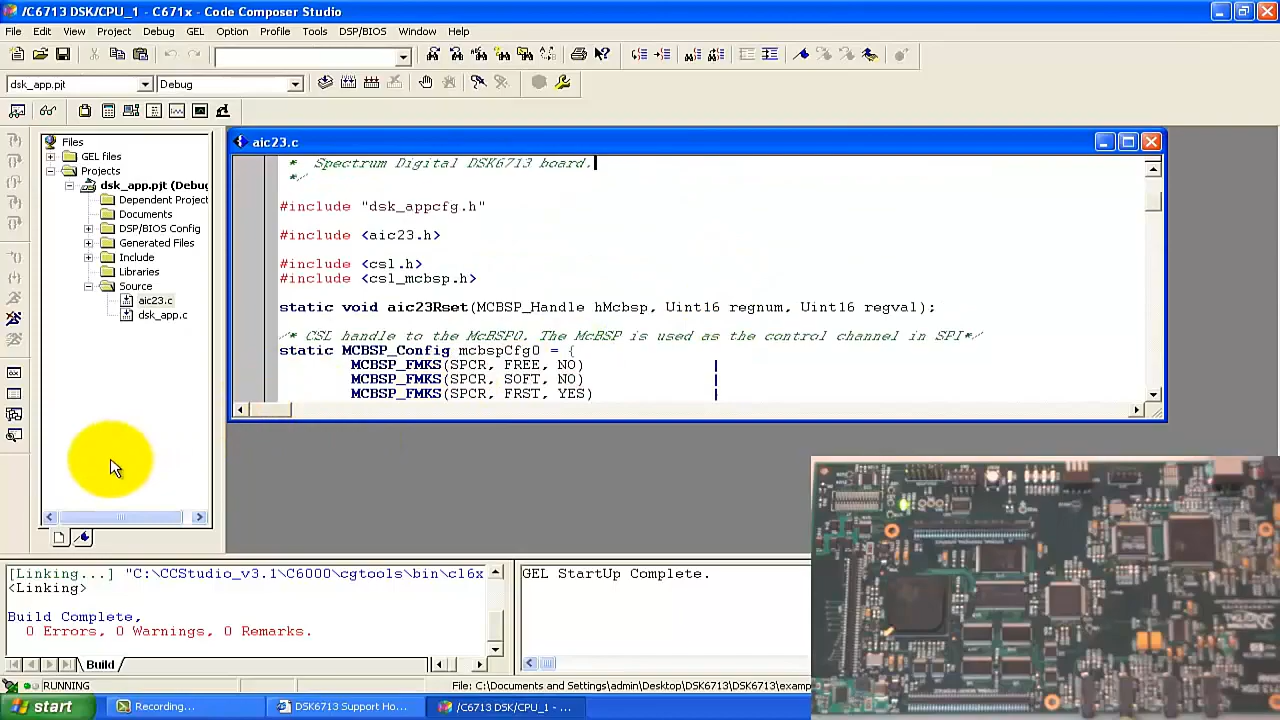 /C6713 DSK/CPU_1 - C671x - Code Composer Studio
File Edit View Project Debug GEL Option Profile Tools DSP/BIOS Window Help
dsk_app.pjt Debug
Files
GEL files
Projects
dsk_app.pjt (Debug
Dependent Project
Documents
DSP/BIOS Config
Generated Files
Include
Libraries
Source
aic23.c
dsk_app.c
aic23.c
* Spectrum Digital DSK6713 board.
*/
#include "dsk_appcfg.h"
#include <aic23.h>
#include <csl.h>
#include <csl_mcbsp.h>
static void aic23Rset(MCBSP_Handle hMcbsp, Uint16 regnum, Uint16 regval);
/* CSL handle to the McBSP0. The McBSP is used as the control channel in SPI*/
static MCBSP_Config mcbspCfg0 = {
MCBSP_FMKS(SPCR, FREE, NO) |
MCBSP_FMKS(SPCR, SOFT, NO) |
MCBSP_FMKS(SPCR, FRST, YES) |
[Linking...] "C:\CCStudio_v3.1\C6000\cgtools\bin\cl6x
<Linking>
Build Complete,
0 Errors, 0 Warnings, 0 Remarks.
Build
GEL StartUp Complete.
RUNNING
File: C:\Documents and Settings\admin\Desktop\DSK6713\DSK6713\examp
start
Recording...
DSK6713 Support Ho...
/C6713 DSK/CPU_1 - ...